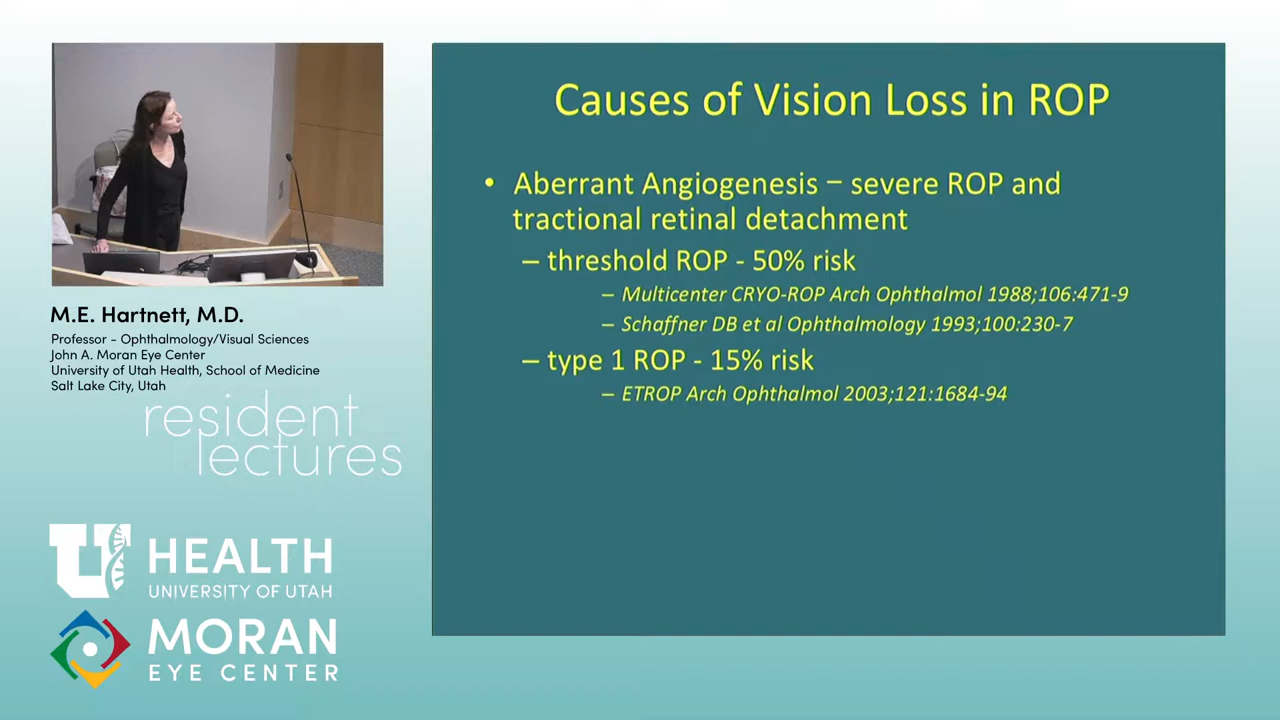 Causes of Vision Loss in ROP
• Aberrant Angiogenesis – severe ROP and
tractional retinal detachment
– threshold ROP - 50% risk
– Multicenter CRYO-ROP Arch Ophthalmol 1988;106:471-9
– Schaffner DB et al Ophthalmology 1993;100:230-7
– type 1 ROP - 15% risk
– ETROP Arch Ophthalmol 2003;121:1684-94
M.E. Hartnett, M.D.
Professor - Ophthalmology/Visual Sciences
John A. Moran Eye Center
University of Utah Health, School of Medicine
Salt Lake City, Utah
resident
lectures
U HEALTH
UNIVERSITY OF UTAH
MORAN
EYE CENTER